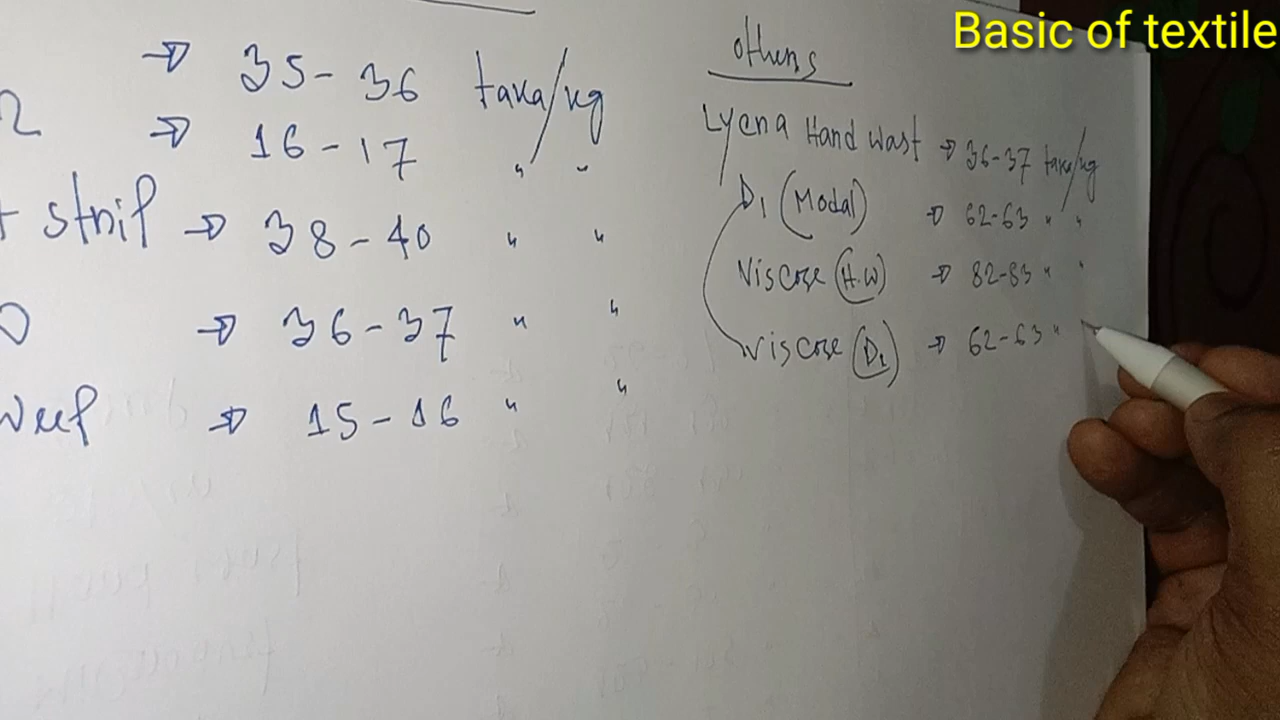 Basic of textile
→ 35-36 taka/kg
2 → 16-17 " "
t strip → 38-40 " "
→ 36-37 " "
→ 15-16 " "
others
Lycra Hand Wast → 36-37 taka/kg
D1 (Modal) → 62-63 " "
Viscose (H.W) → 82-83 " "
Viscose (D1) → 62-63 "